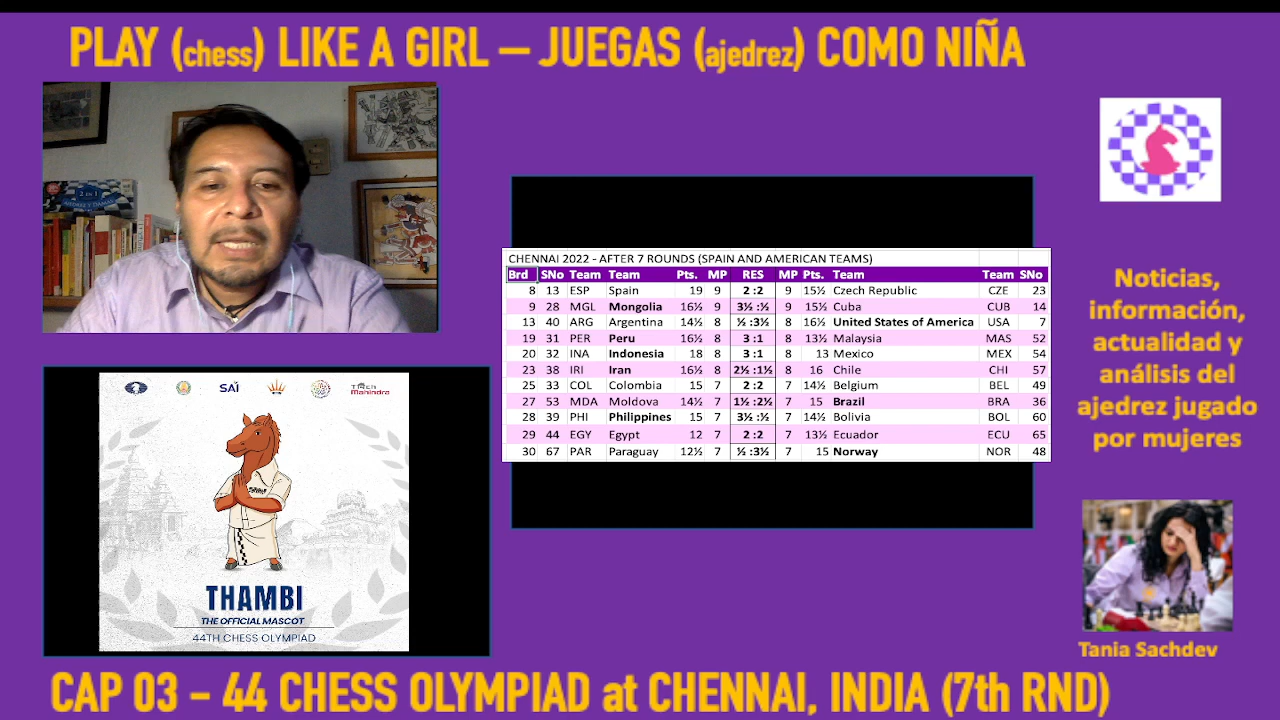 PLAY (chess) LIKE A GIRL – JUEGAS (ajedrez) COMO NIÑA
2 EN 1
CHENNAI 2022 - AFTER 7 ROUNDS (SPAIN AND AMERICAN TEAMS)
Brd SNo Team Team Pts. MP RES MP Pts. Team Team SNo
8 13 ESP Spain 19 9 2 :2 9 15½ Czech Republic CZE 23
9 28 MGL Mongolia 16½ 9 3½ :½ 9 15½ Cuba CUB 14
13 40 ARG Argentina 14½ 8 ½ :3½ 8 16½ United States of America USA 7
19 31 PER Peru 16½ 8 3 :1 8 13½ Malaysia MAS 52
20 32 INA Indonesia 18 8 3 :1 8 13 Mexico MEX 54
23 38 IRI Iran 16½ 8 2½ :1½ 8 16 Chile CHI 57
25 33 COL Colombia 15 7 2 :2 7 14½ Belgium BEL 49
27 53 MDA Moldova 14½ 7 1½ :2½ 7 15 Brazil BRA 36
28 39 PHI Philippines 15 7 3½ :½ 7 14½ Bolivia BOL 60
29 44 EGY Egypt 12 7 2 :2 7 13½ Ecuador ECU 65
30 67 PAR Paraguay 12½ 7 ½ :3½ 7 15 Norway NOR 48
Noticias,
información,
actualidad y
análisis del
ajedrez jugado
por mujeres
SAI
Tech
Mahindra
THAMBI
THE OFFICIAL MASCOT
44TH CHESS OLYMPIAD
Tania Sachdev
CAP 03 – 44 CHESS OLYMPIAD at CHENNAI, INDIA (7th RND)